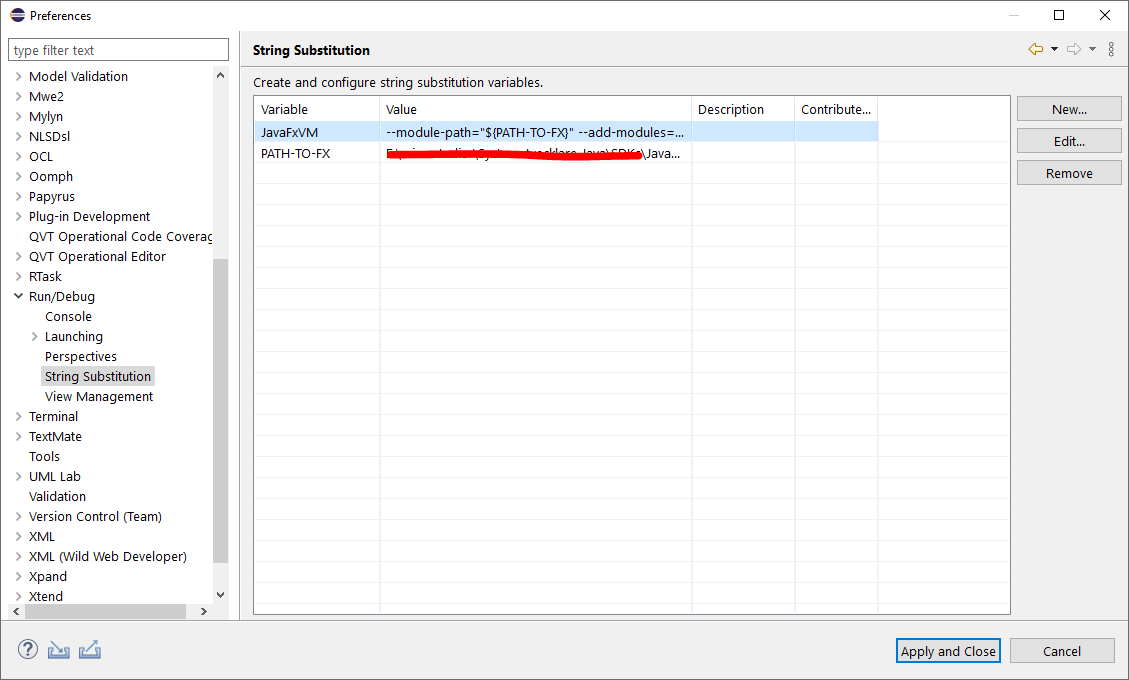 Preferences
type filter text
Model Validation
Mwe2
Mylyn
NLSDsl
OCL
Oomph
Papyrus
Plug-in Development
QVT Operational Code Coverag
QVT Operational Editor
RTask
Run/Debug
Console
Launching
Perspectives
String Substitution
View Management
Terminal
TextMate
Tools
UML Lab
Validation
Version Control (Team)
XML
XML (Wild Web Developer)
Xpand
Xtend
String Substitution
Create and configure string substitution variables.
Variable Value Description Contribute...
JavaFxVM --module-path="${PATH-TO-FX}" --add-modules=...
PATH-TO-FX \Java...
New...
Edit...
Remove
Apply and Close
Cancel